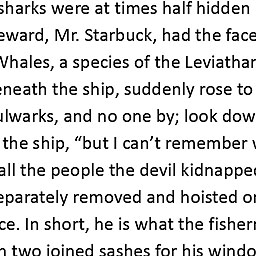 sharks were at times half hidden
eward, Mr. Starbuck, had the face
Whales, a species of the Leviathan
eneath the ship, suddenly rose to
ulwarks, and no one by; look dow
the ship, “but I can’t remember
all the people the devil kidnapped
eparately removed and hoisted o
ce. In short, he is what the fisher
two joined sashes for his windo